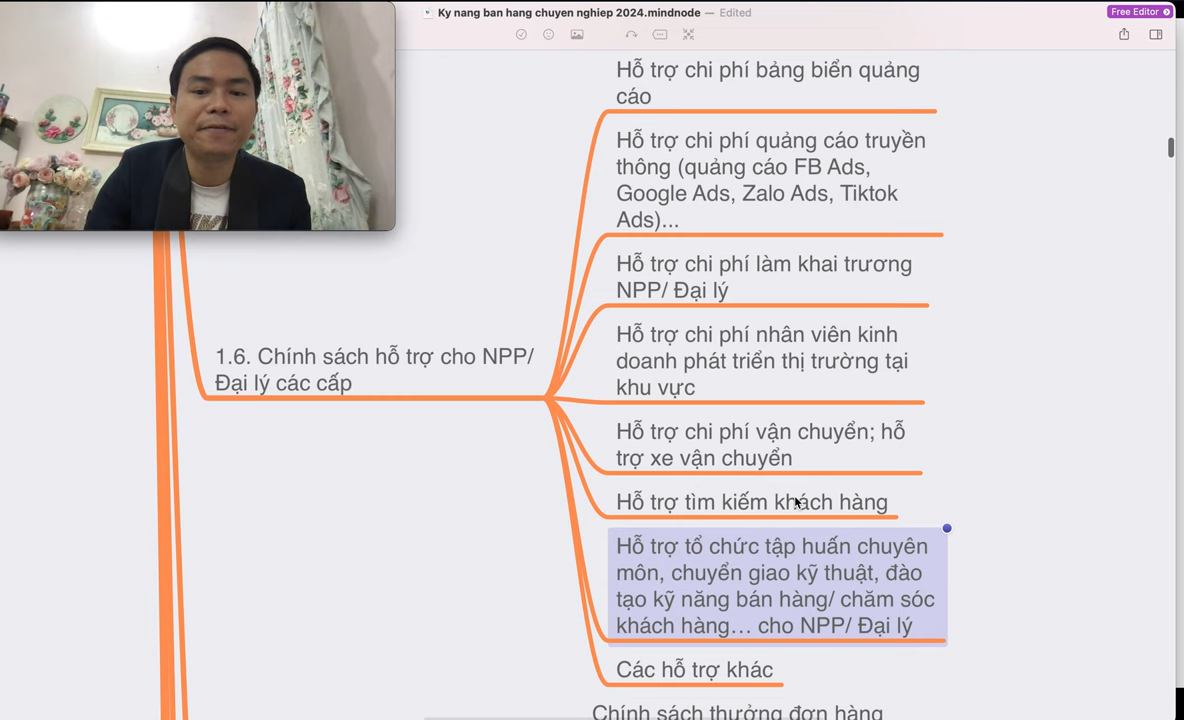 Ky nang ban hang chuyen nghiep 2024.mindnode — Edited
Free Editor
Hỗ trợ chi phí bảng biển quảng
cáo
Hỗ trợ chi phí quảng cáo truyền
thông (quảng cáo FB Ads,
Google Ads, Zalo Ads, Tiktok
Ads)...
Hỗ trợ chi phí làm khai trương
NPP/ Đại lý
1.6. Chính sách hỗ trợ cho NPP/
Đại lý các cấp
Hỗ trợ chi phí nhân viên kinh
doanh phát triển thị trường tại
khu vực
Hỗ trợ chi phí vận chuyển; hỗ
trợ xe vận chuyển
Hỗ trợ tìm kiếm khách hàng
Hỗ trợ tổ chức tập huấn chuyên
môn, chuyển giao kỹ thuật, đào
tạo kỹ năng bán hàng/ chăm sóc
khách hàng... cho NPP/ Đại lý
Các hỗ trợ khác
Chính sách thưởng đơn hàng